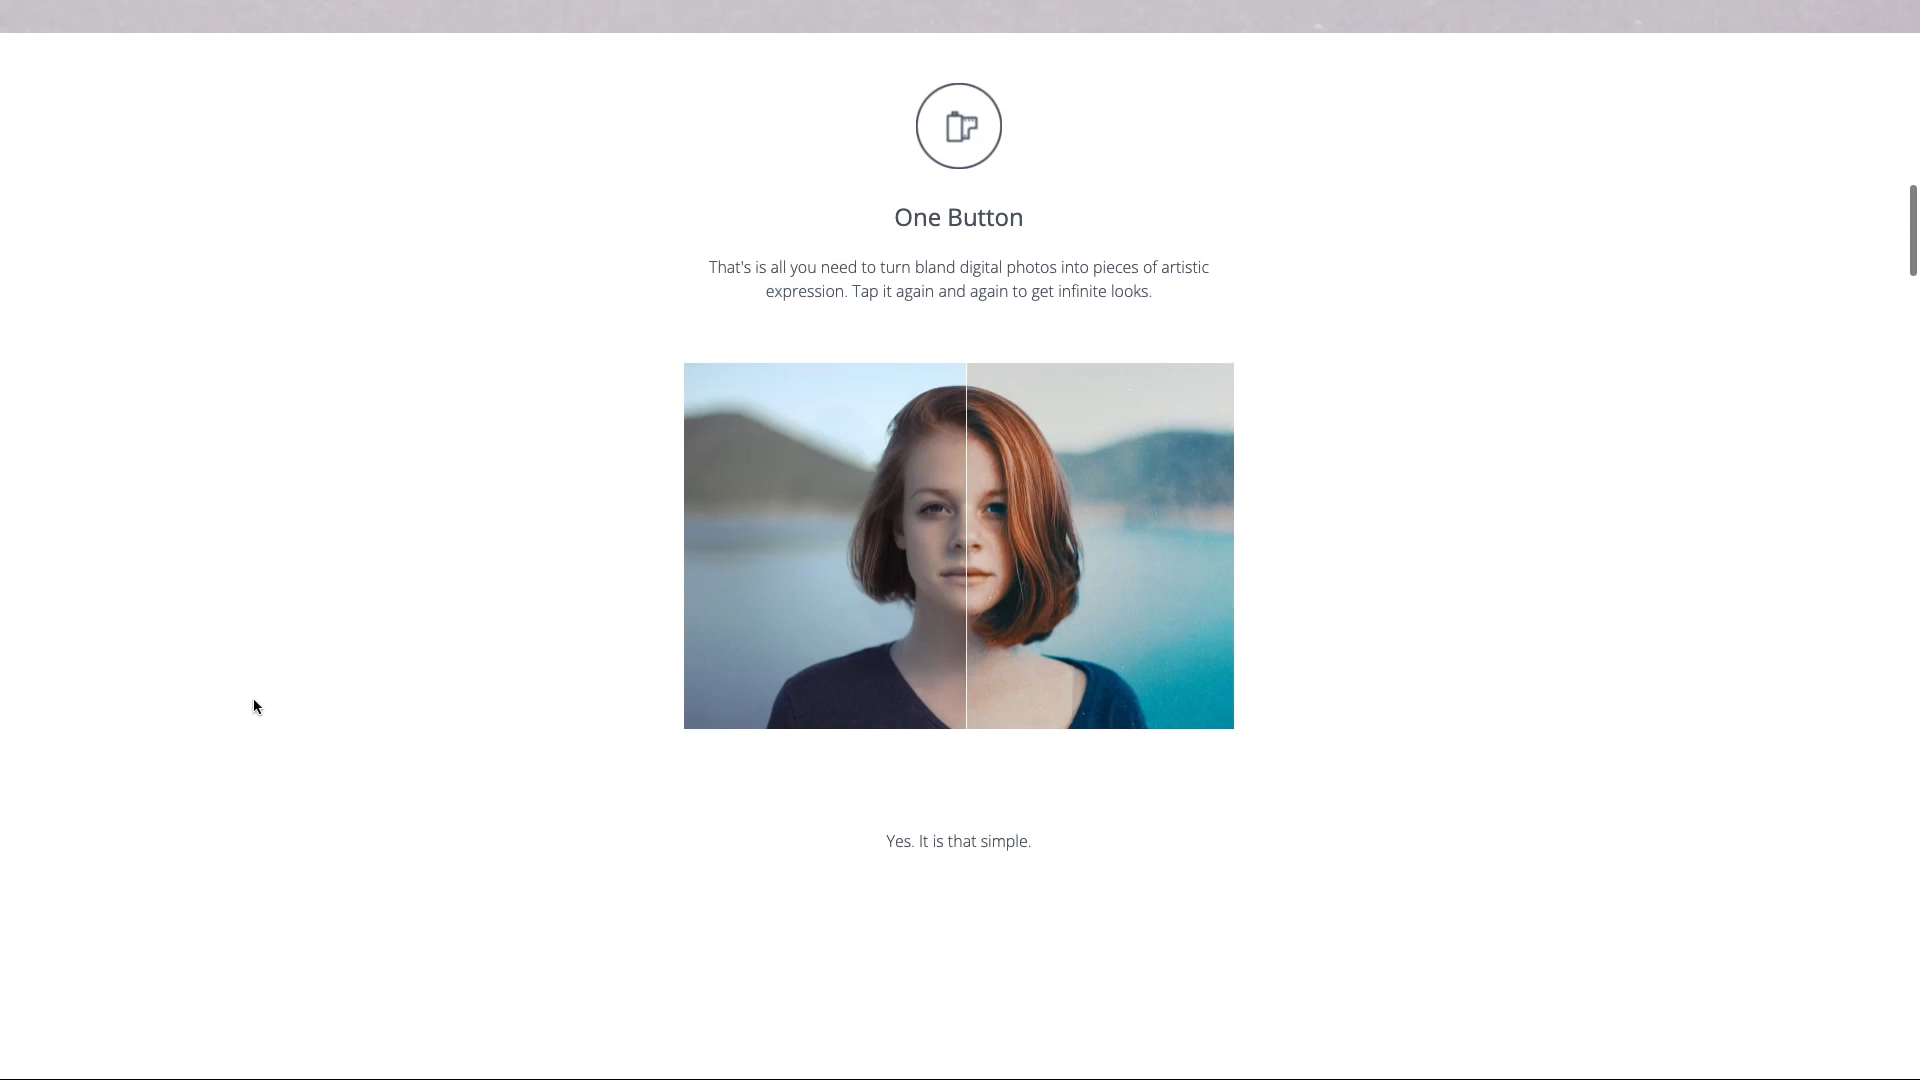 One Button
That's is all you need to turn bland digital photos into pieces of artistic
expression. Tap it again and again to get infinite looks.
Yes. It is that simple.